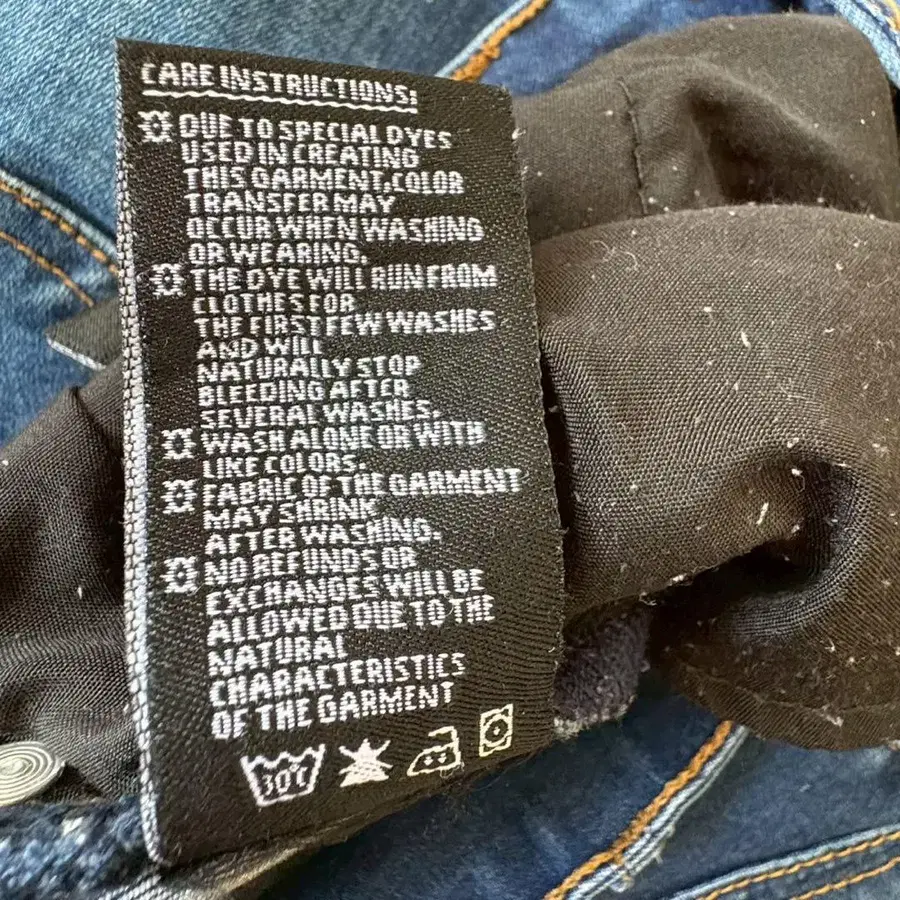 CARE INSTRUCTIONS:
DUE TO SPECIAL DYES
USED IN CREATING
THIS GARMENT,COLOR
TRANSFER MAY
OCCUR WHEN WASHING
OR WEARING.
THE DYE WILL RUN FROM
CLOTHES FOR
THE FIRST FEW WASHES
AND WILL
NATURALLY STOP
BLEEDING AFTER
SEVERAL WASHES.
WASH ALONE OR WITH
LIKE COLORS.
FABRIC OF THE GARMENT
MAY SHRINK
AFTER WASHING.
NO REFUNDS OR
EXCHANGES WILL BE
ALLOWED DUE TO THE
NATURAL
CHARACTERISTICS
OF THE GARMENT
30°C